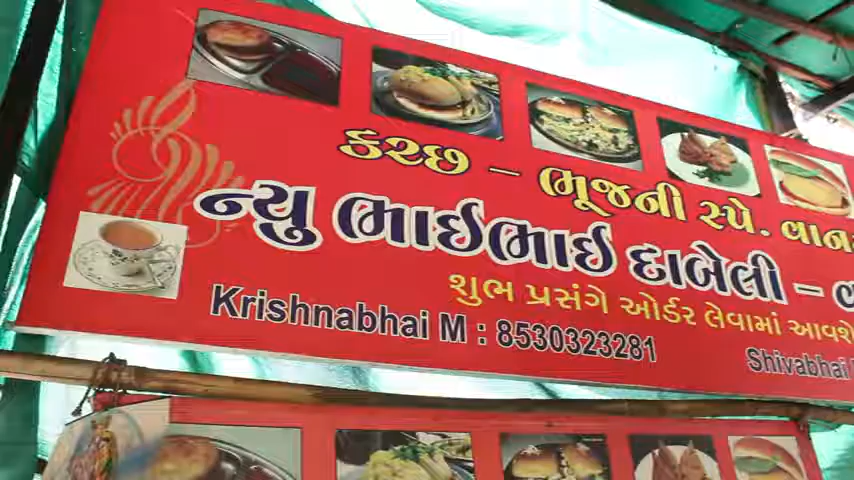 કચ્છ - ભૂજની સ્પે. વાન
ન્યુ ભાઈભાઈ દાબેલી -
શુભ પ્રસંગે ઓર્ડર લેવામાં આવશે
Krishnabhai M : 8530323281
Shivabhai